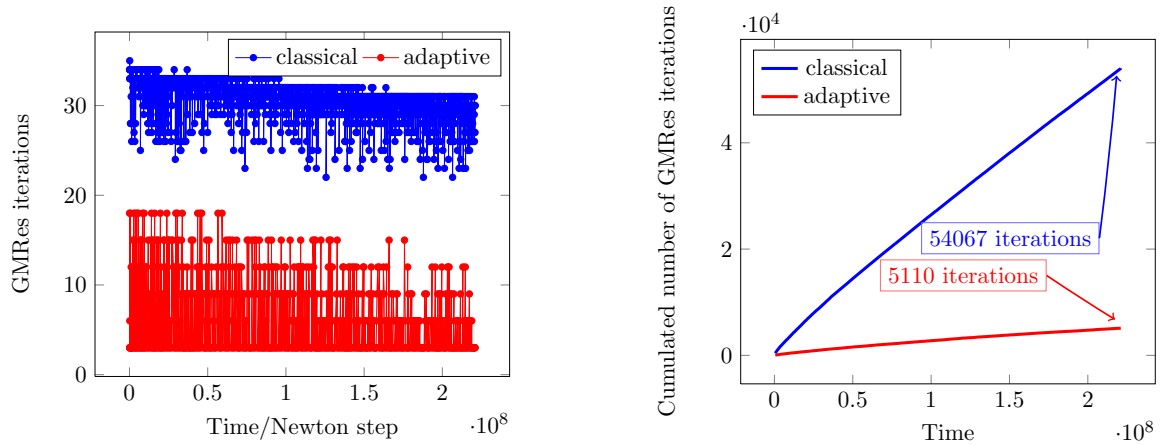 classical adaptive
30
20
10
0
GMRes iterations
0 0.5 1 1.5 2
·10^8
Time/Newton step
·10^4
classical
adaptive
4
2
0
Cumulated number of GMRes iterations
54067 iterations
5110 iterations
0 0.5 1 1.5 2
·10^8
Time